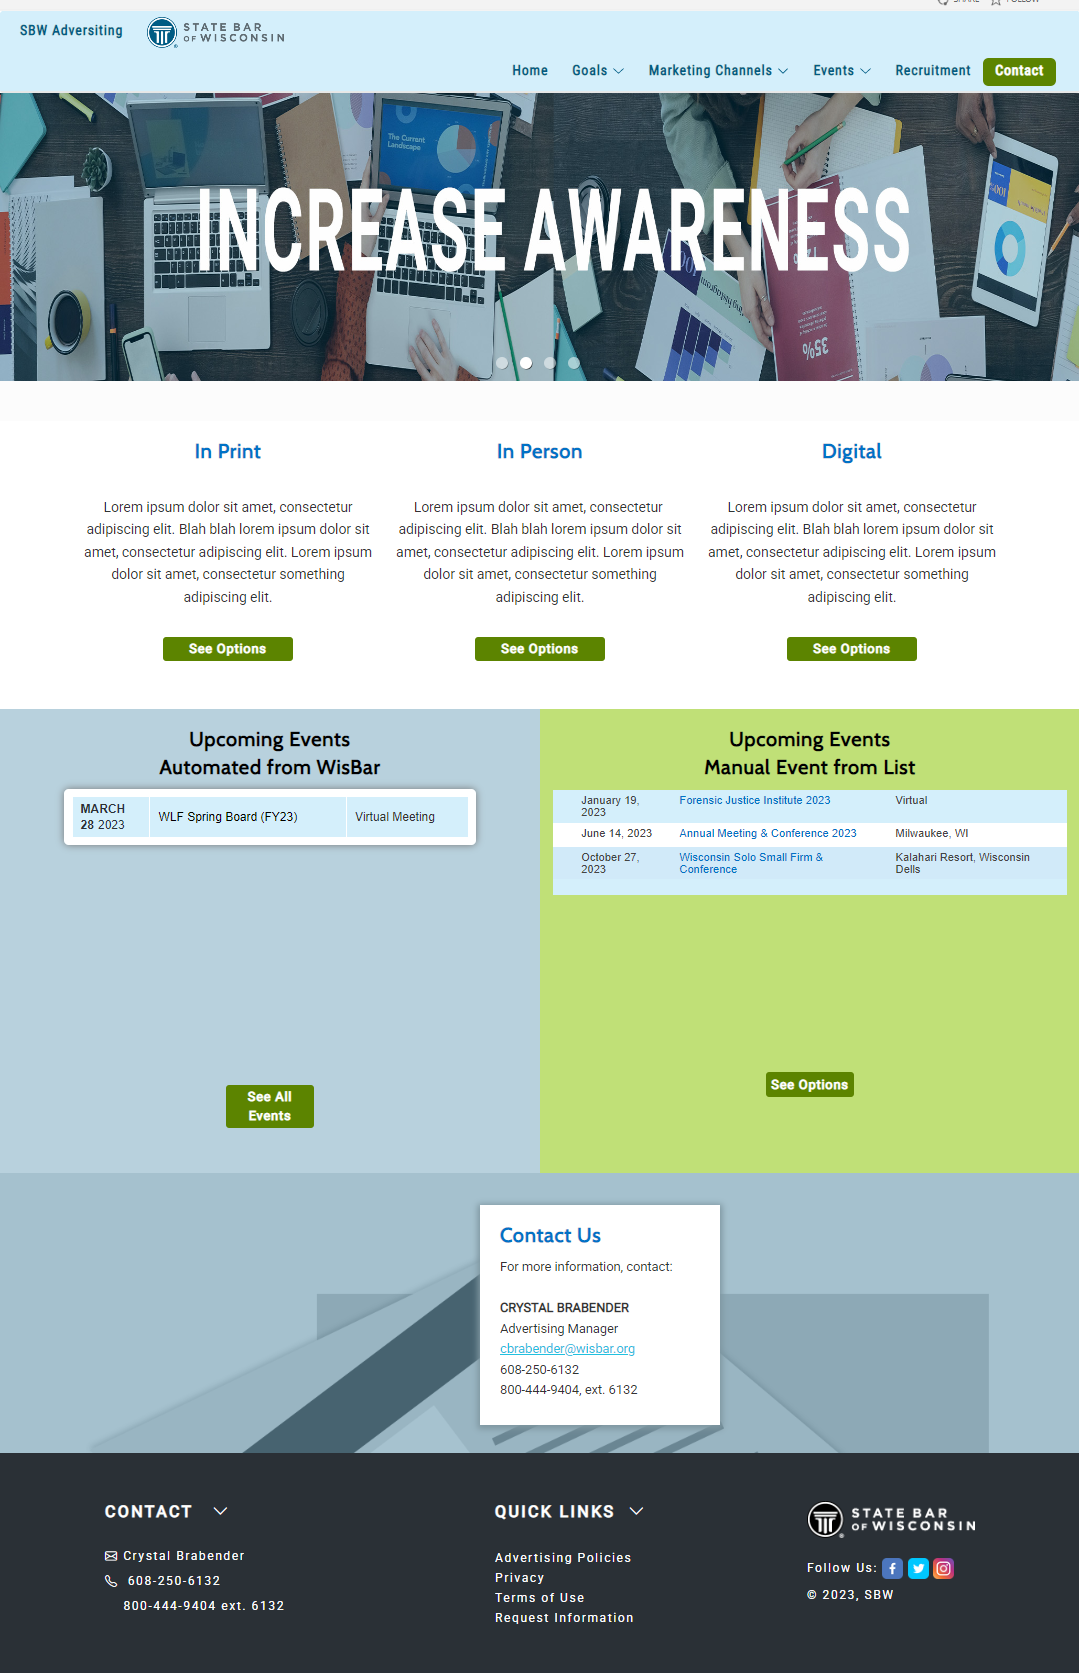 SHARE FOLLOW
SBW Adversiting
STATE BAR
OF WISCONSIN
Home Goals Marketing Channels Events Recruitment Contact
The Current
Landscape
INCREASE AWARENESS
35%
In Print
Lorem ipsum dolor sit amet, consectetur
adipiscing elit. Blah blah lorem ipsum dolor sit
amet, consectetur adipiscing elit. Lorem ipsum
dolor sit amet, consectetur something
adipiscing elit.
See Options
In Person
Lorem ipsum dolor sit amet, consectetur
adipiscing elit. Blah blah lorem ipsum dolor sit
amet, consectetur adipiscing elit. Lorem ipsum
dolor sit amet, consectetur something
adipiscing elit.
See Options
Digital
Lorem ipsum dolor sit amet, consectetur
adipiscing elit. Blah blah lorem ipsum dolor sit
amet, consectetur adipiscing elit. Lorem ipsum
dolor sit amet, consectetur something
adipiscing elit.
See Options
Upcoming Events
Automated from WisBar
MARCH
28 2023
WLF Spring Board (FY23)
Virtual Meeting
See All
Events
Upcoming Events
Manual Event from List
January 19,
2023
Forensic Justice Institute 2023
Virtual
June 14, 2023
Annual Meeting & Conference 2023
Milwaukee, WI
October 27,
2023
Wisconsin Solo Small Firm &
Conference
Kalahari Resort, Wisconsin
Dells
See Options
Contact Us
For more information, contact:
CRYSTAL BRABENDER
Advertising Manager
cbrabender@wisbar.org
608-250-6132
800-444-9404, ext. 6132
CONTACT
Crystal Brabender
608-250-6132
800-444-9404 ext. 6132
QUICK LINKS
Advertising Policies
Privacy
Terms of Use
Request Information
STATE BAR
OF WISCONSIN
Follow Us:
© 2023, SBW